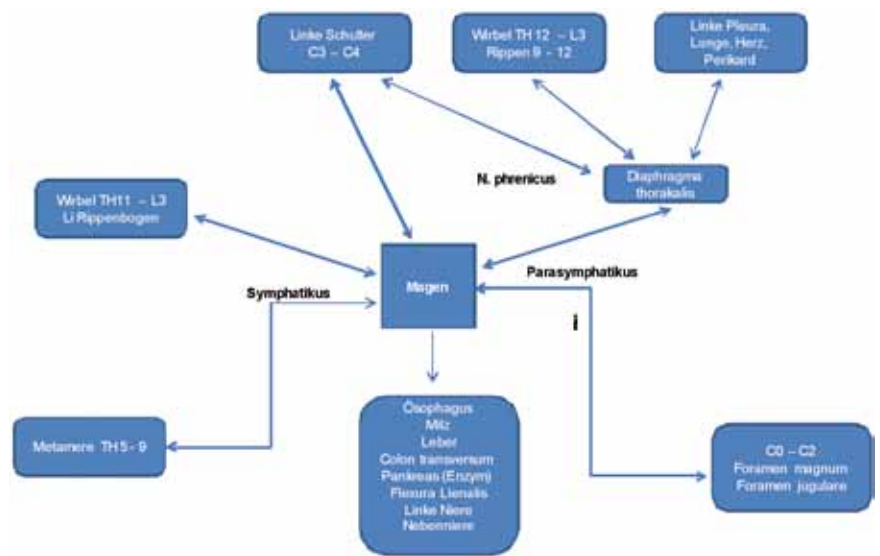 Linke Schulter
C3 – C4
Wirbel TH 12 – L3
Rippen 9 - 12
Linke Pleura,
Lunge, Herz,
Perikard
N. phrenicus
Diaphragma
thorakalis
Wirbel TH11 – L3
Li Rippenbogen
Magen
Parasymphatikus
Symphatikus
i
Metamere TH 5 - 9
Ösophagus
Milz
Leber
Colon transversum
Pankreas (Enzym)
Flexura Lienalis
Linke Niere
Nebenniere
C0 – C2
Foramen magnum
Foramen jugulare